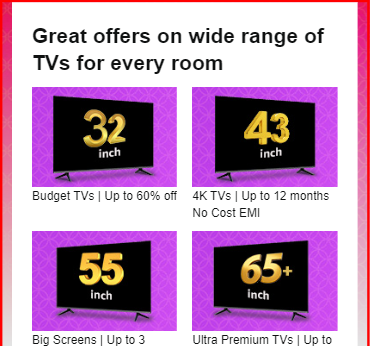 Great offers on wide range of
TVs for every room
32
inch
43
inch
Budget TVs | Up to 60% off
4K TVs | Up to 12 months
No Cost EMI
55
inch
65+
inch
Big Screens | Up to 3
Ultra Premium TVs | Up to